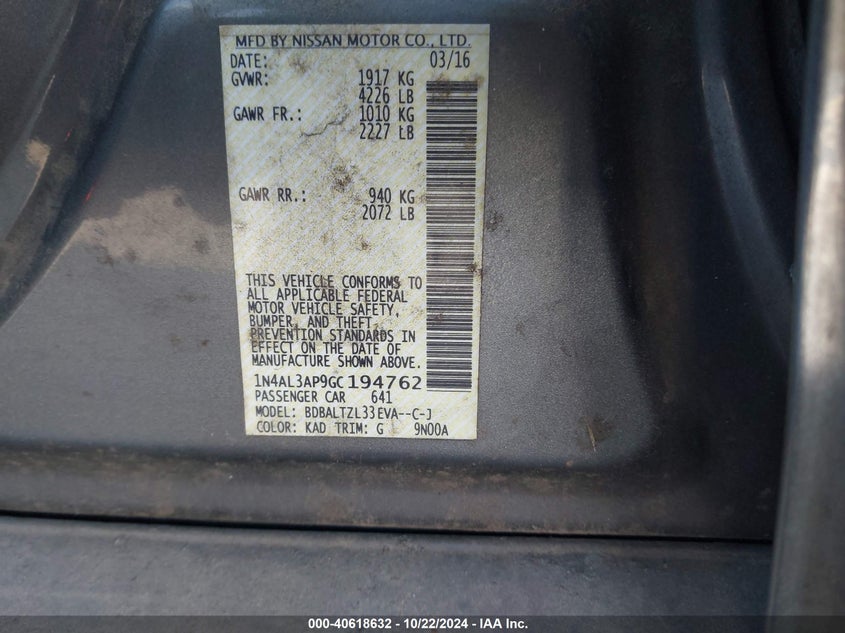 MFD BY NISSAN MOTOR CO., LTD.
DATE: 03/16
GVWR: 1917 KG
4226 LB
GAWR FR.: 1010 KG
2227 LB
GAWR RR.: 940 KG
2072 LB
THIS VEHICLE CONFORMS TO
ALL APPLICABLE FEDERAL
MOTOR VEHICLE SAFETY,
BUMPER, AND THEFT
PREVENTION STANDARDS IN
EFFECT ON THE DATE OF
MANUFACTURE SHOWN ABOVE.
1N4AL3AP9GC194762
PASSENGER CAR 641
MODEL: BDBALTZL33EVA--C-J
COLOR: KAD TRIM: G 9N00A
000-40618632 - 10/22/2024 - IAA Inc.